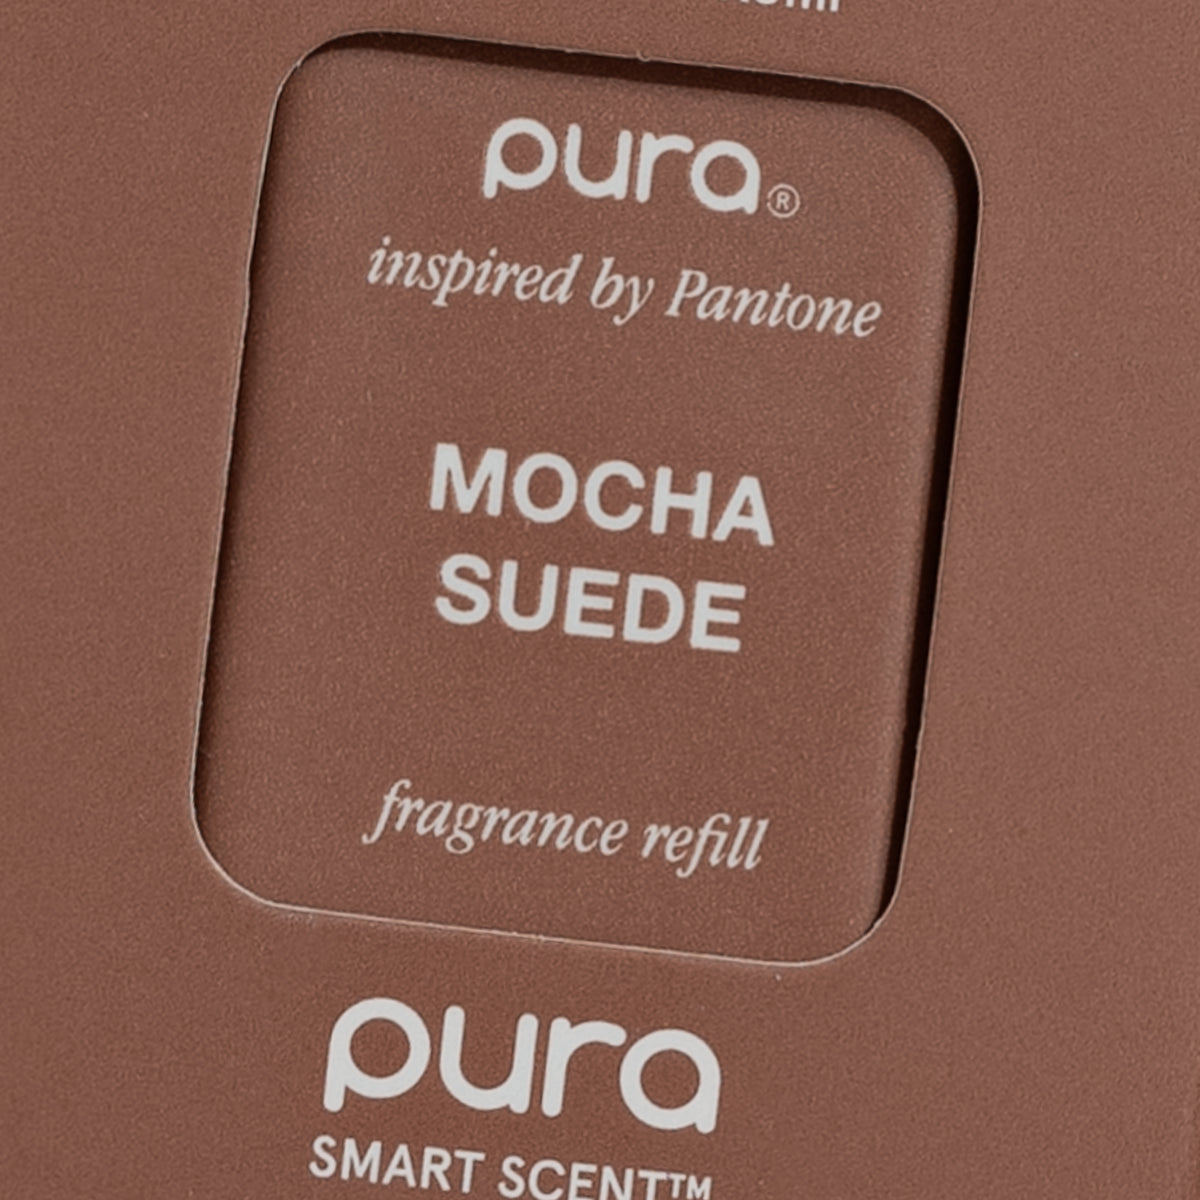 pura®
inspired by Pantone
MOCHA
SUEDE
fragrance refill
pura
SMART SCENT™